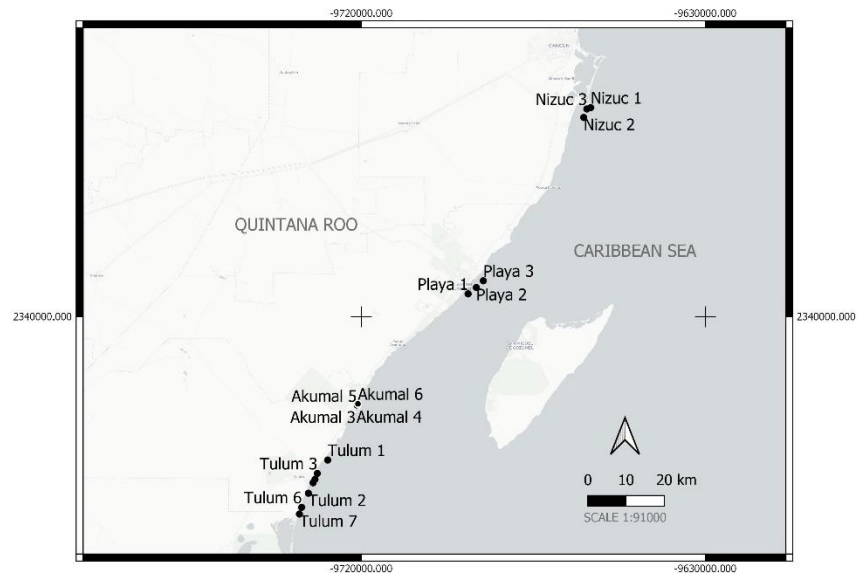 -9720000.000 -9630000.000
CANCUN
Nizuc 3 Nizuc 1
Nizuc 2
QUINTANA ROO
CARIBBEAN SEA
Playa 3
Playa 1
Playa 2
2340000.000 2340000.000
Akumal 5 Akumal 6
Akumal 3 Akumal 4
Tulum 1
Tulum 3
0 10 20 km
Tulum 6 Tulum 2
SCALE 1:91000
Tulum 7
-9720000.000 -9630000.000